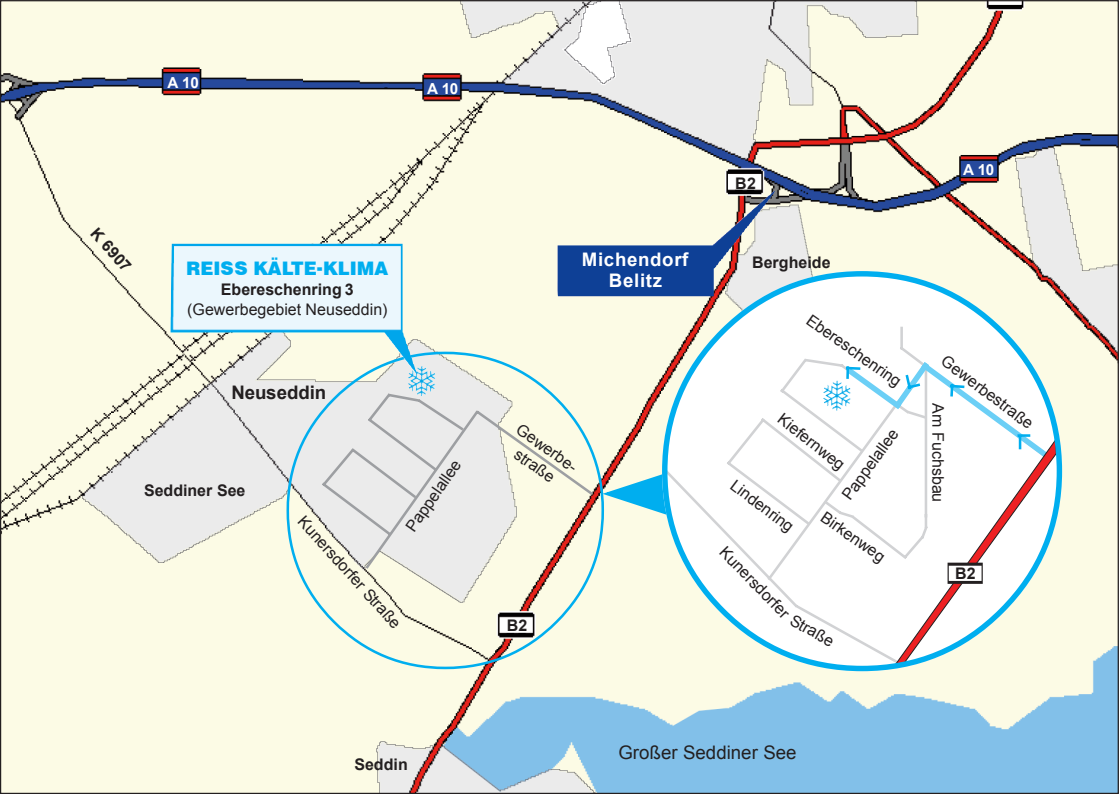 A 10
A 10
A 10
B2
K 6907
REISS KÄLTE-KLIMA
Ebereschenring 3
(Gewerbegebiet Neuseddin)
Michendorf
Belitz
Bergheide
Neuseddin
Seddiner See
Gewerbe-
straße
Pappelallee
Kunersdorfer Straße
B2
Ebereschenring
Gewerbestraße
Am Fuchsbau
Kiefernweg
Pappelallee
Lindenring
Birkenweg
Kunersdorfer Straße
B2
Großer Seddiner See
Seddin